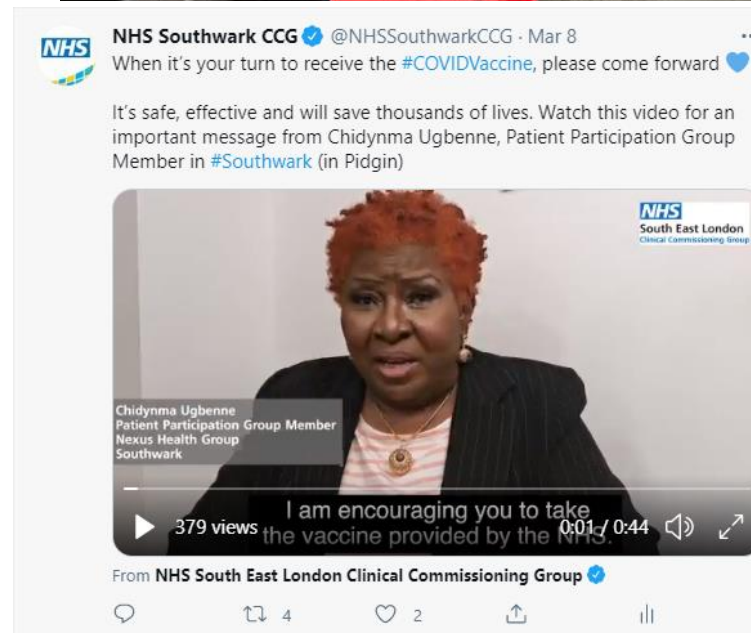 NHS
NHS Southwark CCG @NHSSouthwarkCCG · Mar 8
When it's your turn to receive the #COVIDVaccine, please come forward 💙
It's safe, effective and will save thousands of lives. Watch this video for an
important message from Chidynma Ugbenne, Patient Participation Group
Member in #Southwark (in Pidgin)
NHS
South East London
Clinical Commissioning Group
Chidynma Ugbenne
Patient Participation Group Member
Nexus Health Group
Southwark
I am encouraging you to take
the vaccine provided by the NHS.
379 views
0:01 / 0:44
From NHS South East London Clinical Commissioning Group
4
2